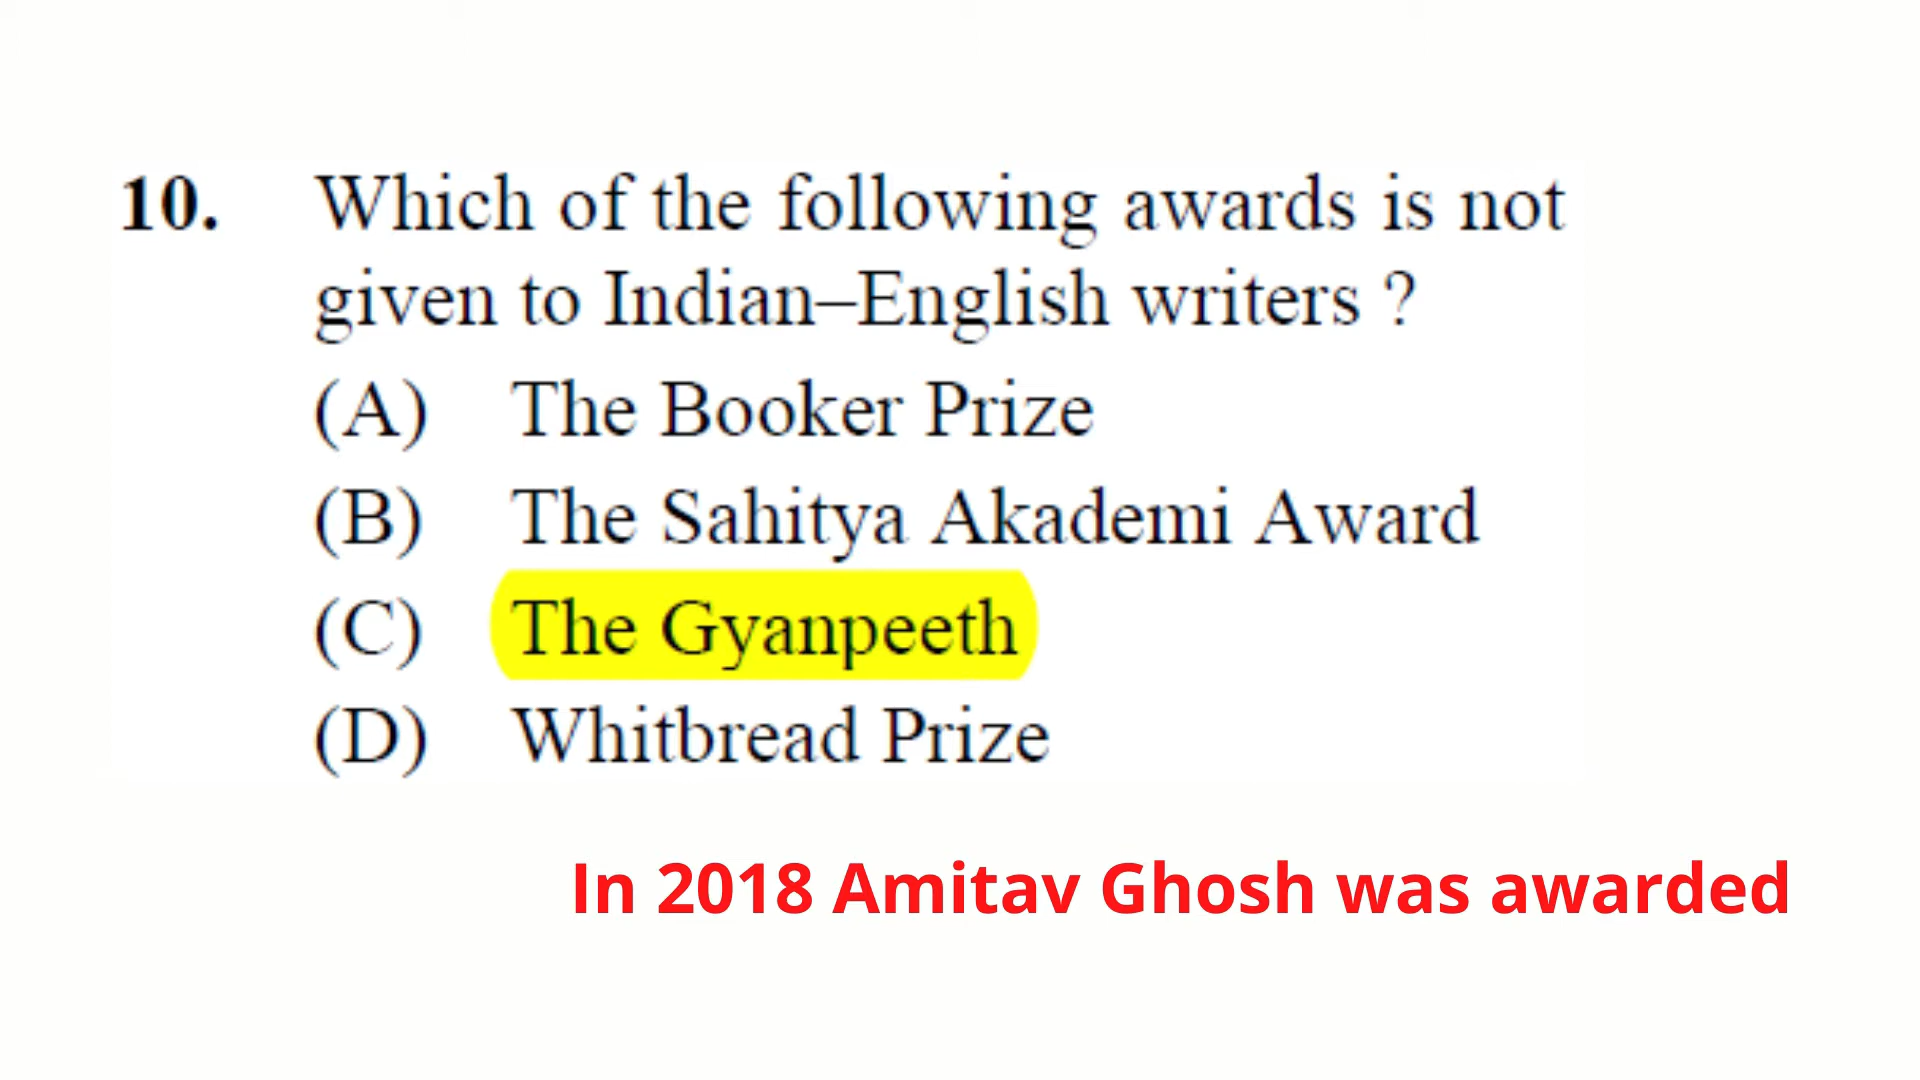 10. Which of the following awards is not
given to Indian–English writers ?
(A) The Booker Prize
(B) The Sahitya Akademi Award
(C) The Gyanpeeth
(D) Whitbread Prize
In 2018 Amitav Ghosh was awarded